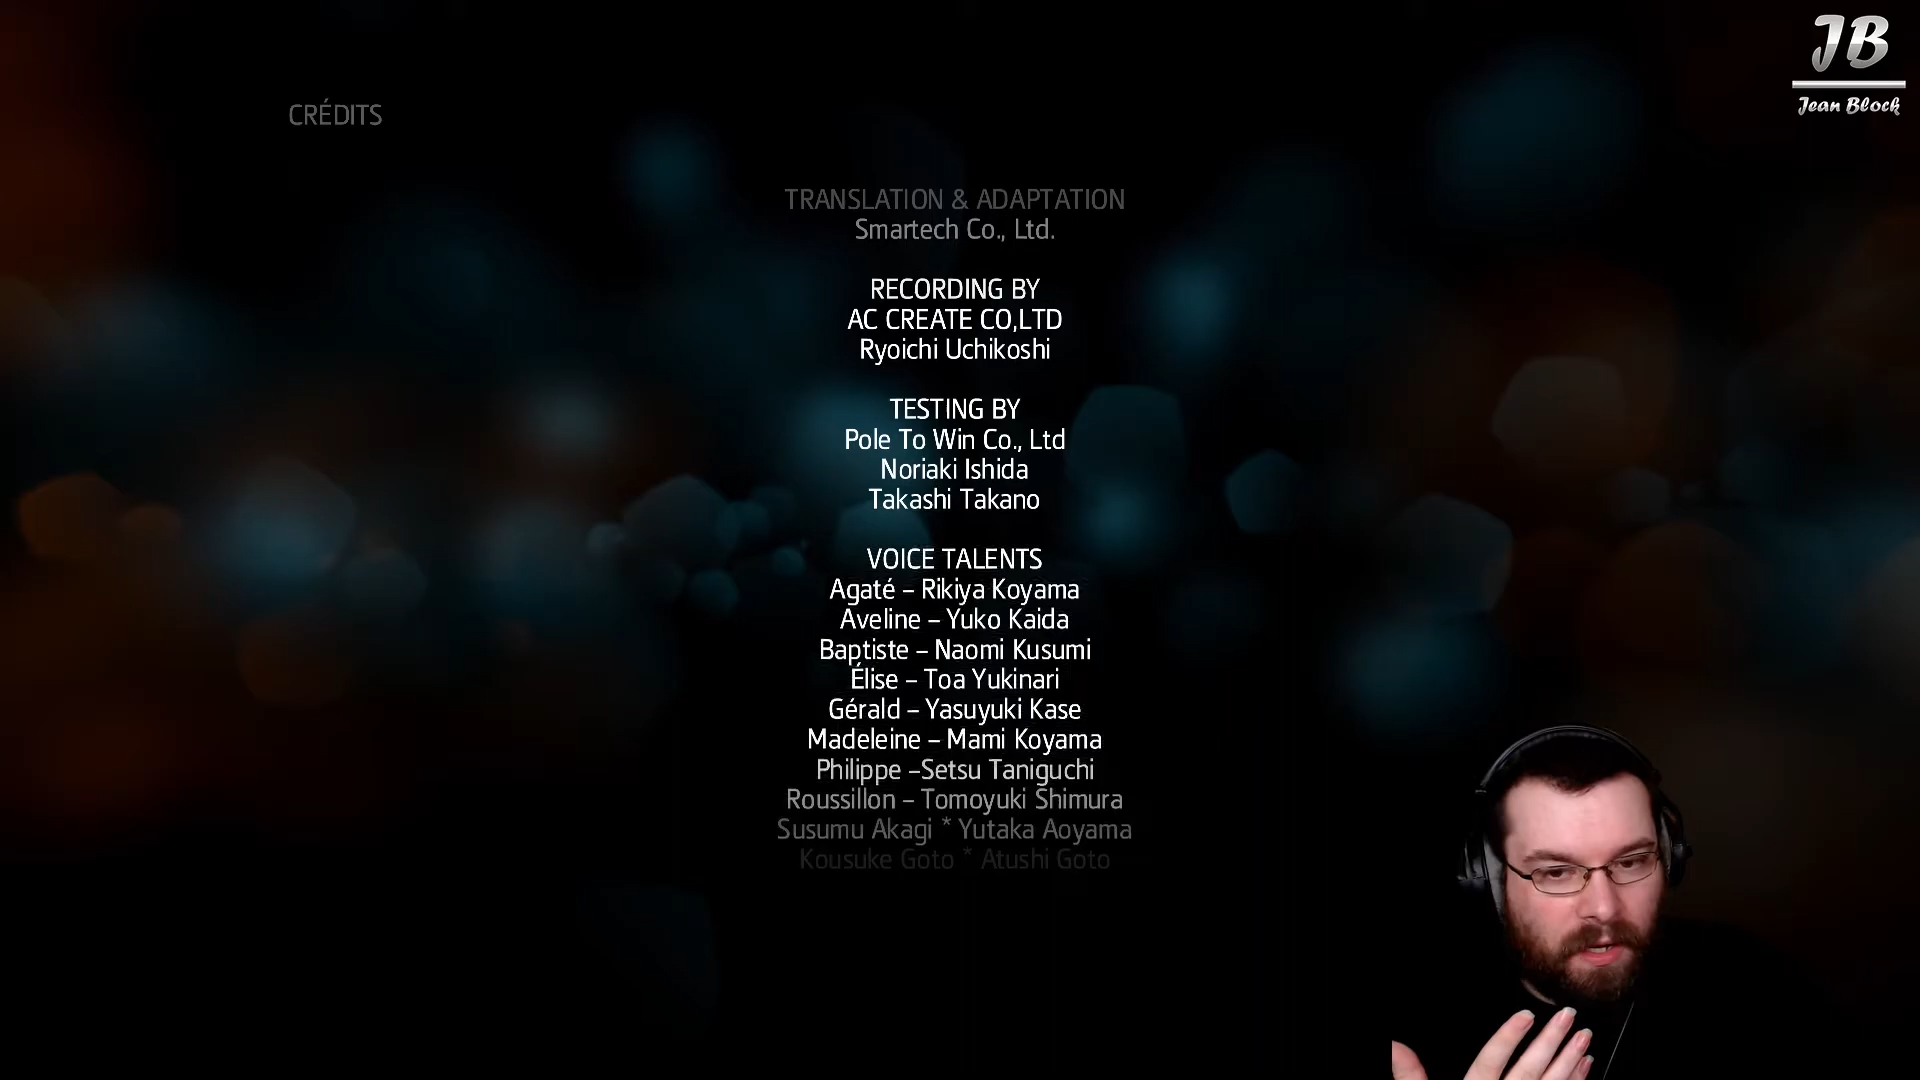 JB
Jean Block
CRÉDITS
TRANSLATION & ADAPTATION
Smartech Co., Ltd.
RECORDING BY
AC CREATE CO,LTD
Ryoichi Uchikoshi
TESTING BY
Pole To Win Co., Ltd
Noriaki Ishida
Takashi Takano
VOICE TALENTS
Agaté – Rikiya Koyama
Aveline – Yuko Kaida
Baptiste – Naomi Kusumi
Élise – Toa Yukinari
Gérald – Yasuyuki Kase
Madeleine – Mami Koyama
Philippe –Setsu Taniguchi
Roussillon – Tomoyuki Shimura
Susumu Akagi * Yutaka Aoyama
Kousuke Goto * Atushi Goto